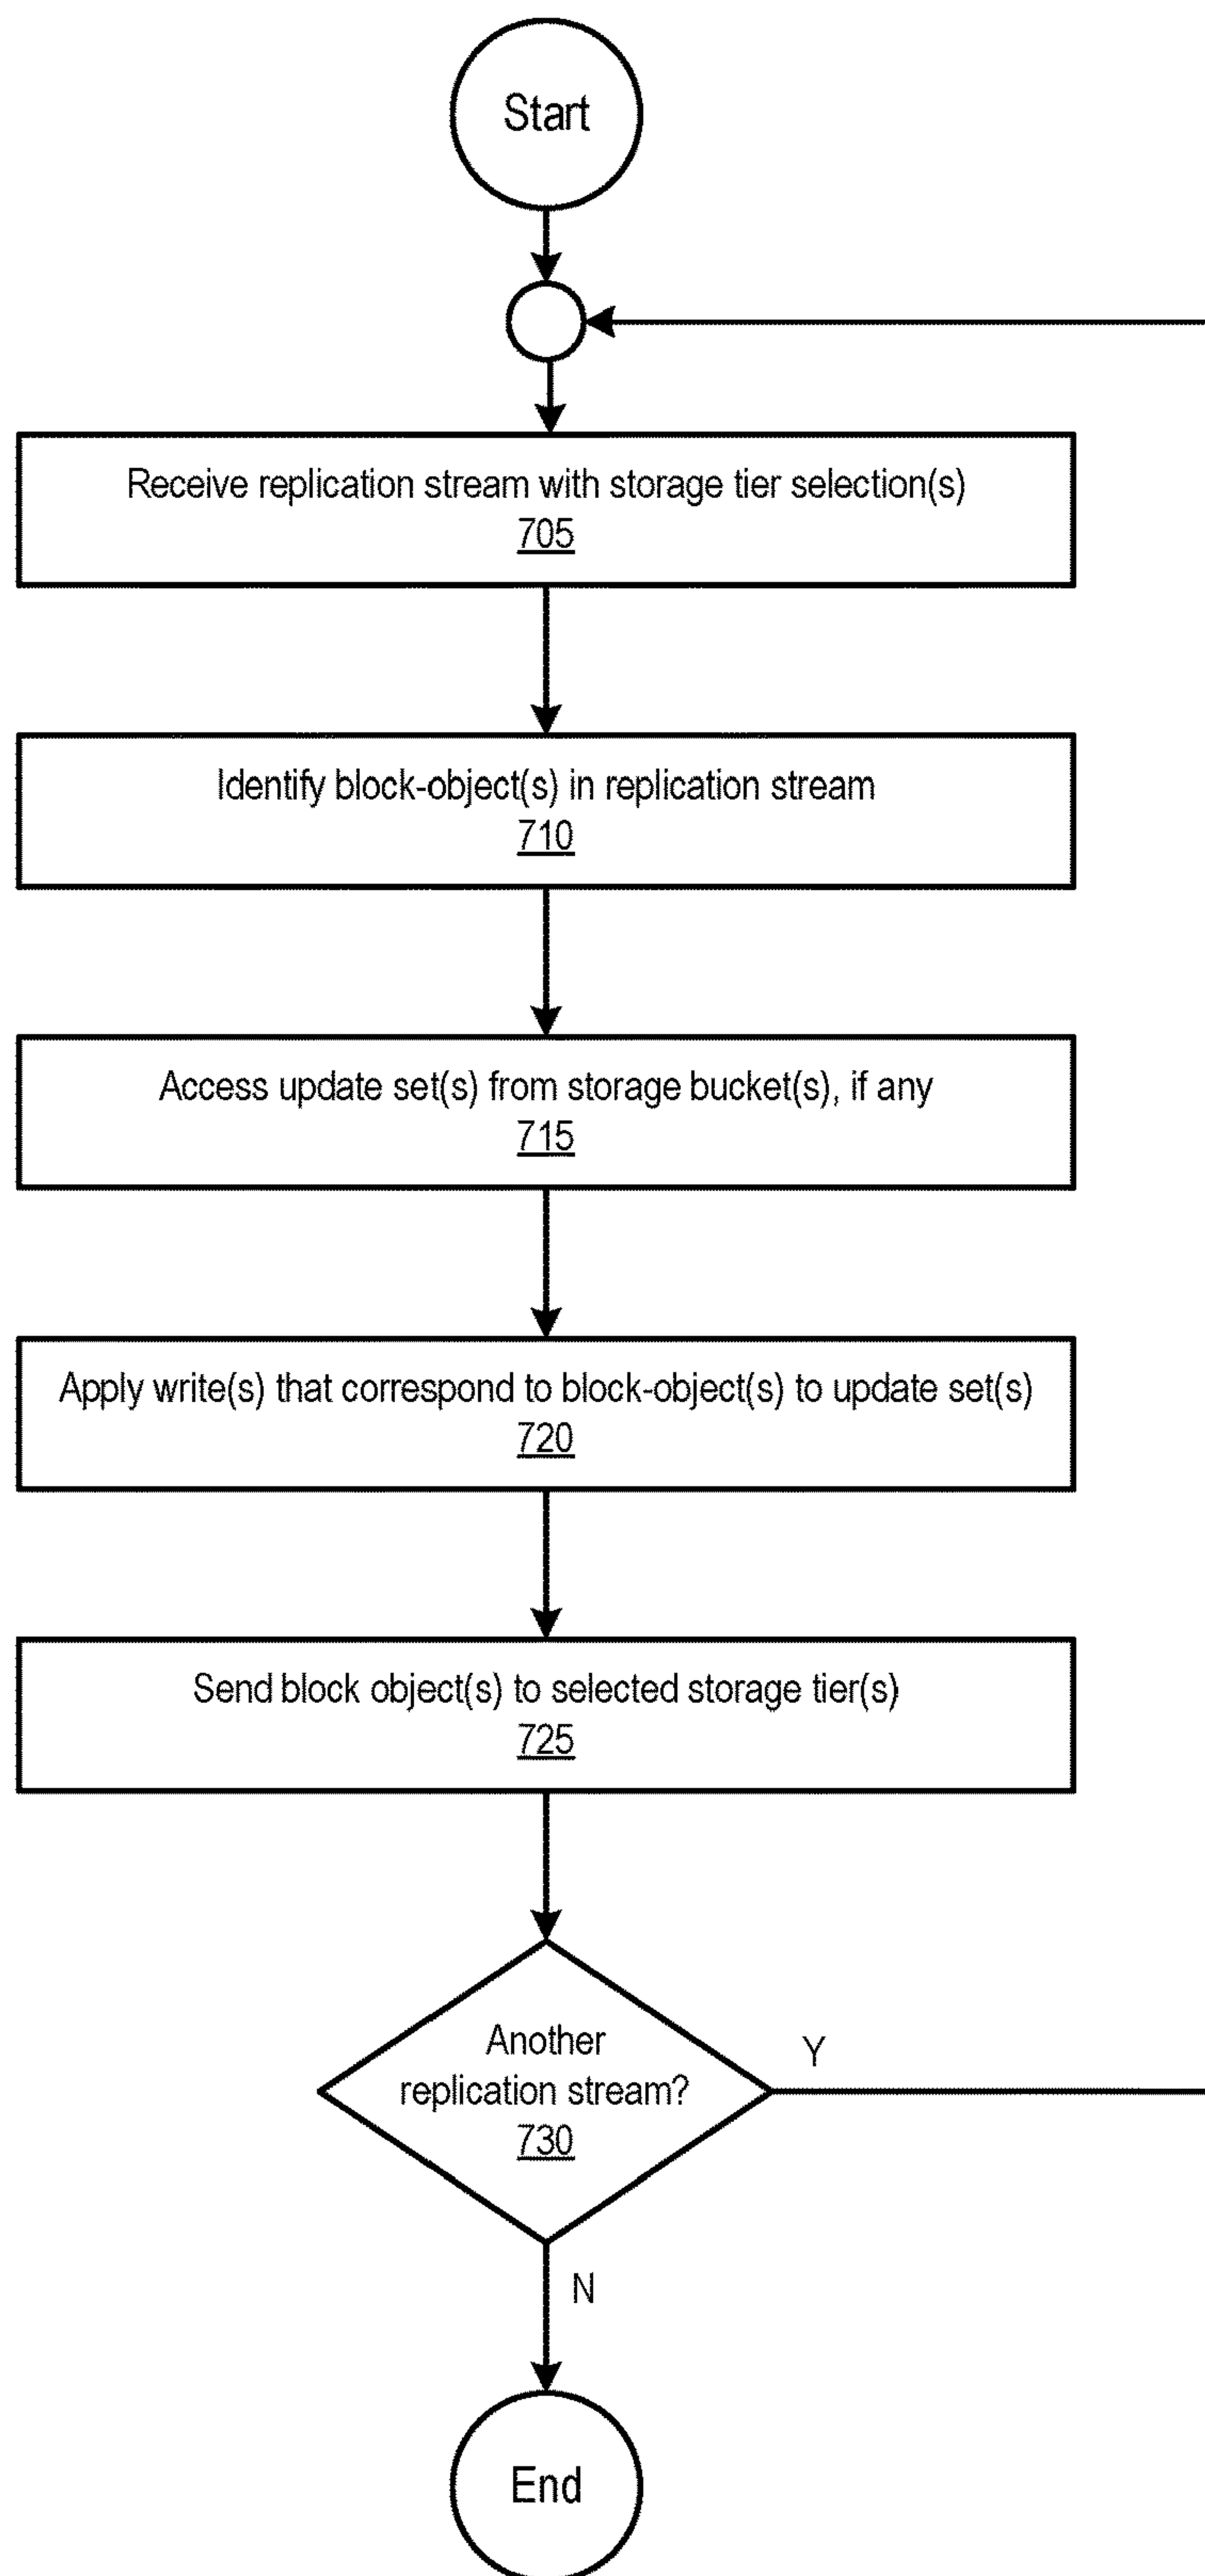 Start
Receive replication stream with storage tier selection(s)
705
Identify block-object(s) in replication stream
710
Access update set(s) from storage bucket(s), if any
715
Apply write(s) that correspond to block-object(s) to update set(s)
720
Send block object(s) to selected storage tier(s)
725
Another
replication stream?
730
Y
N
End